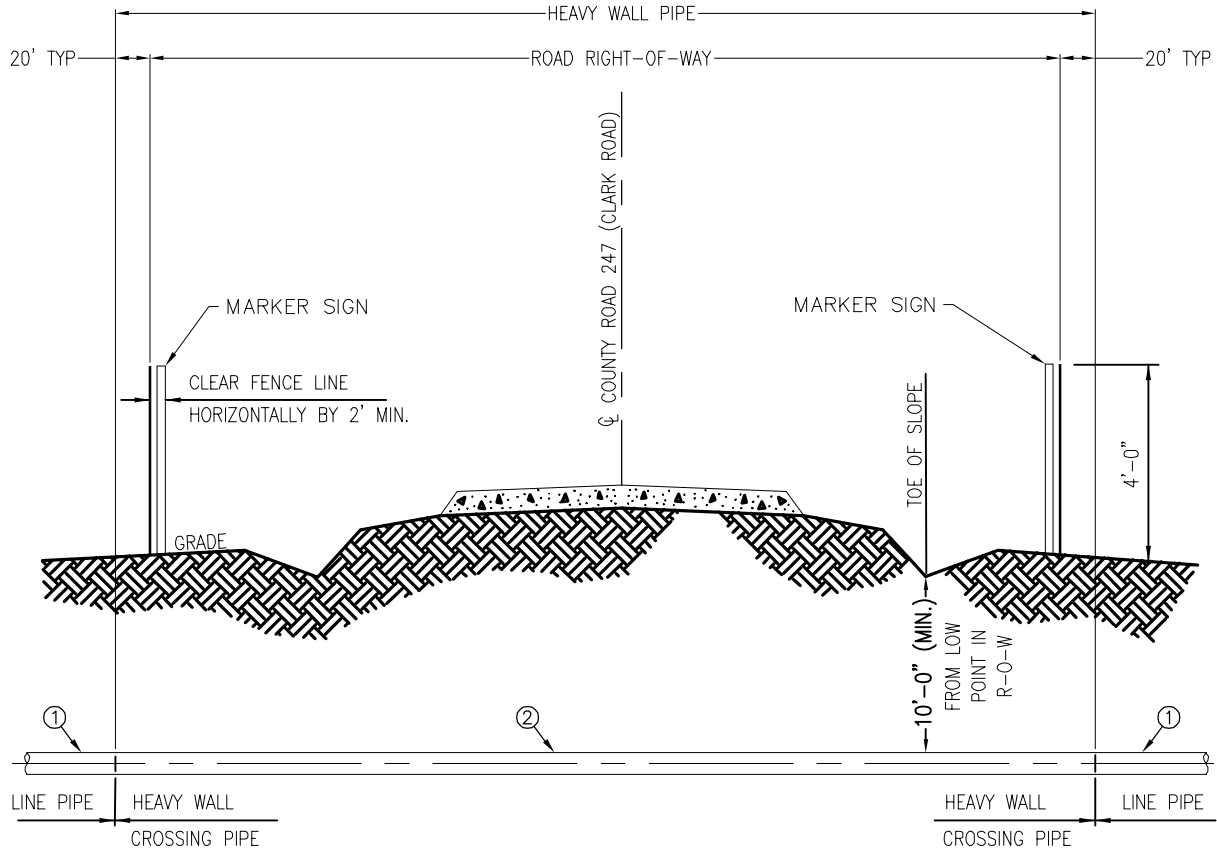 HEAVY WALL PIPE
20' TYP
ROAD RIGHT-OF-WAY
20' TYP
℄ COUNTY ROAD 247 (CLARK ROAD)
MARKER SIGN
MARKER SIGN
CLEAR FENCE LINE
HORIZONTALLY BY 2' MIN.
TOE OF SLOPE
4'-0"
GRADE
10'-0" (MIN.)
FROM LOW
POINT IN
R-O-W
1
2
1
LINE PIPE
HEAVY WALL
CROSSING PIPE
HEAVY WALL
CROSSING PIPE
LINE PIPE